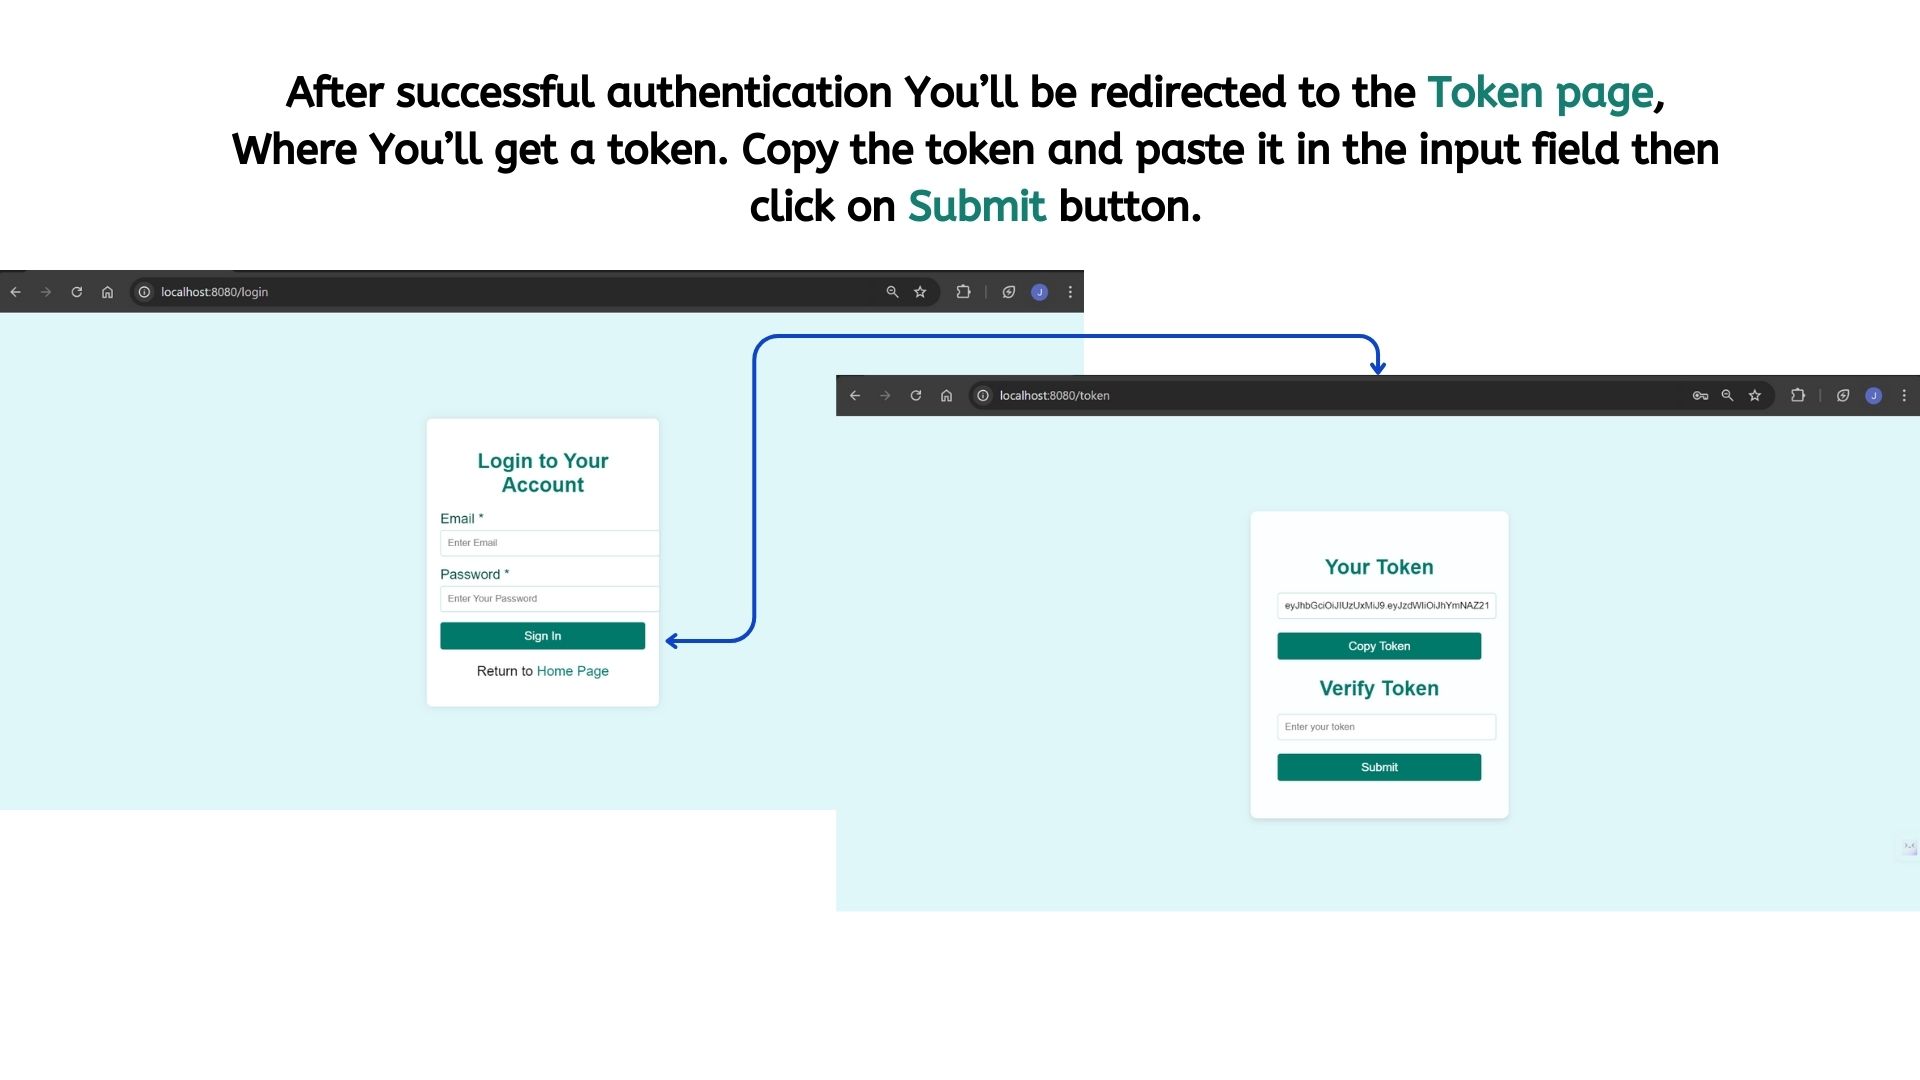 After successful authentication You’ll be redirected to the Token page,
Where You’ll get a token. Copy the token and paste it in the input field then
click on Submit button.
localhost:8080/login
J
Login to Your
Account
Email *
Enter Email
Password *
Enter Your Password
Sign In
Return to Home Page
localhost:8080/token
J
Your Token
eyJhbGciOiJIUzUxMiJ9.eyJzdWIiOiJhYmNAZ21
Copy Token
Verify Token
Enter your token
Submit